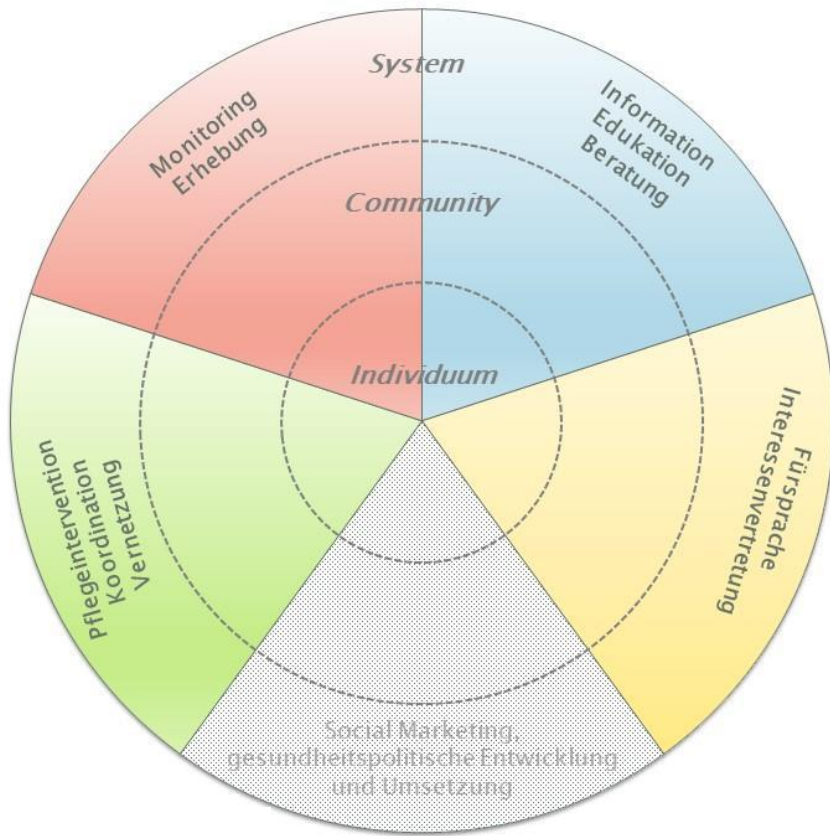 System
Community
Individuum
Monitoring
Erhebung
Information
Edukation
Beratung
Fürsprache
Interessenvertretung
Social Marketing,
gesundheitspolitische Entwicklung
und Umsetzung
Pflegeintervention
Koordination
Vernetzung